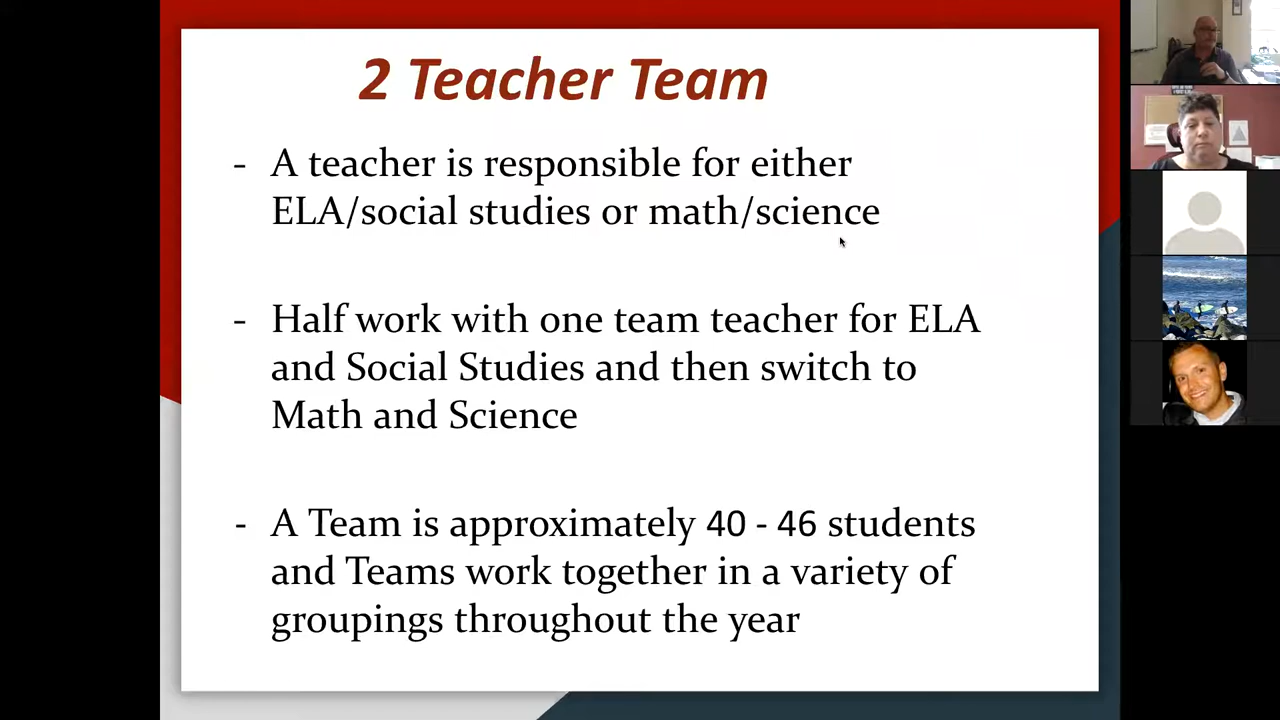 2 Teacher Team
- A teacher is responsible for either
ELA/social studies or math/science
- Half work with one team teacher for ELA
and Social Studies and then switch to
Math and Science
- A Team is approximately 40 - 46 students
and Teams work together in a variety of
groupings throughout the year